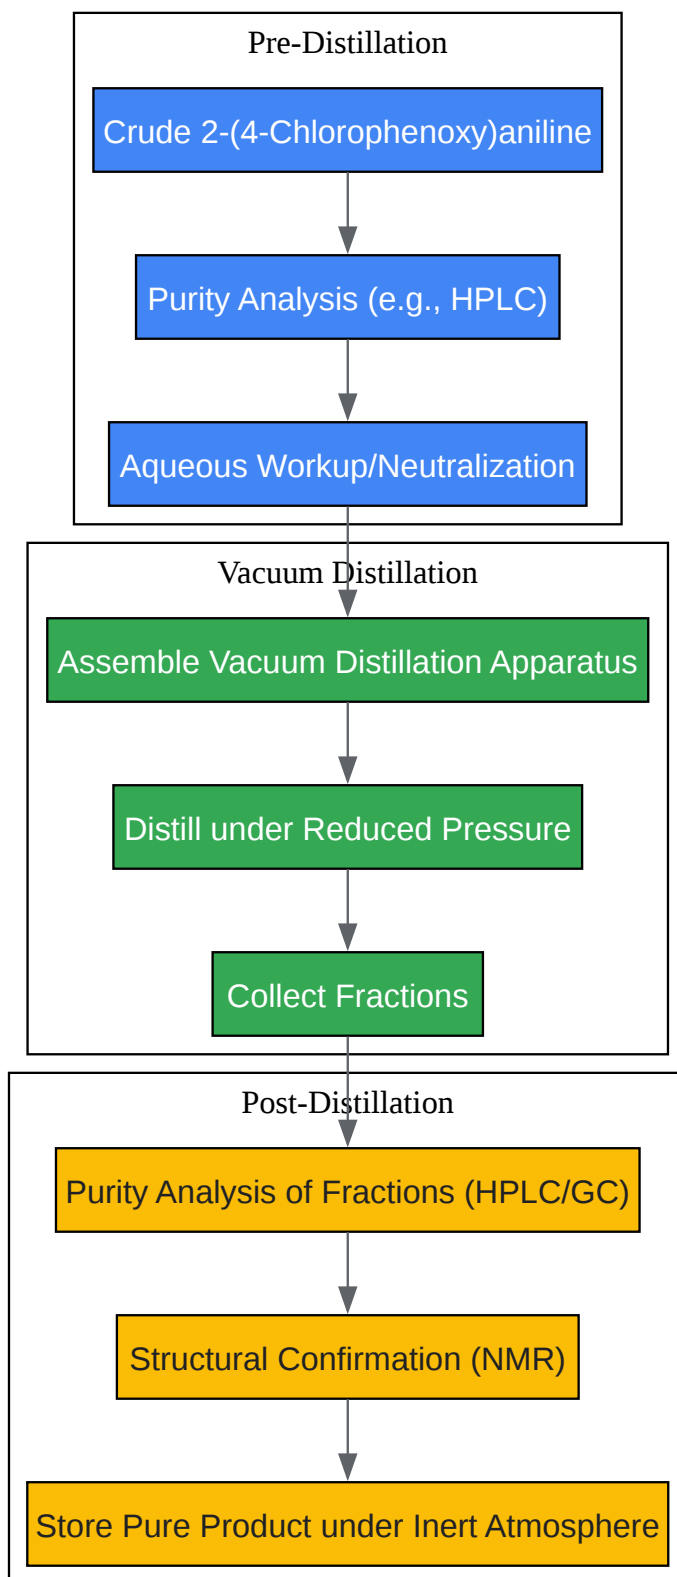 Pre-Distillation
Crude 2-(4-Chlorophenoxy)aniline
Purity Analysis (e.g., HPLC)
Aqueous Workup/Neutralization
Vacuum Distillation
Assemble Vacuum Distillation Apparatus
Distill under Reduced Pressure
Collect Fractions
Post-Distillation
Purity Analysis of Fractions (HPLC/GC)
Structural Confirmation (NMR)
Store Pure Product under Inert Atmosphere